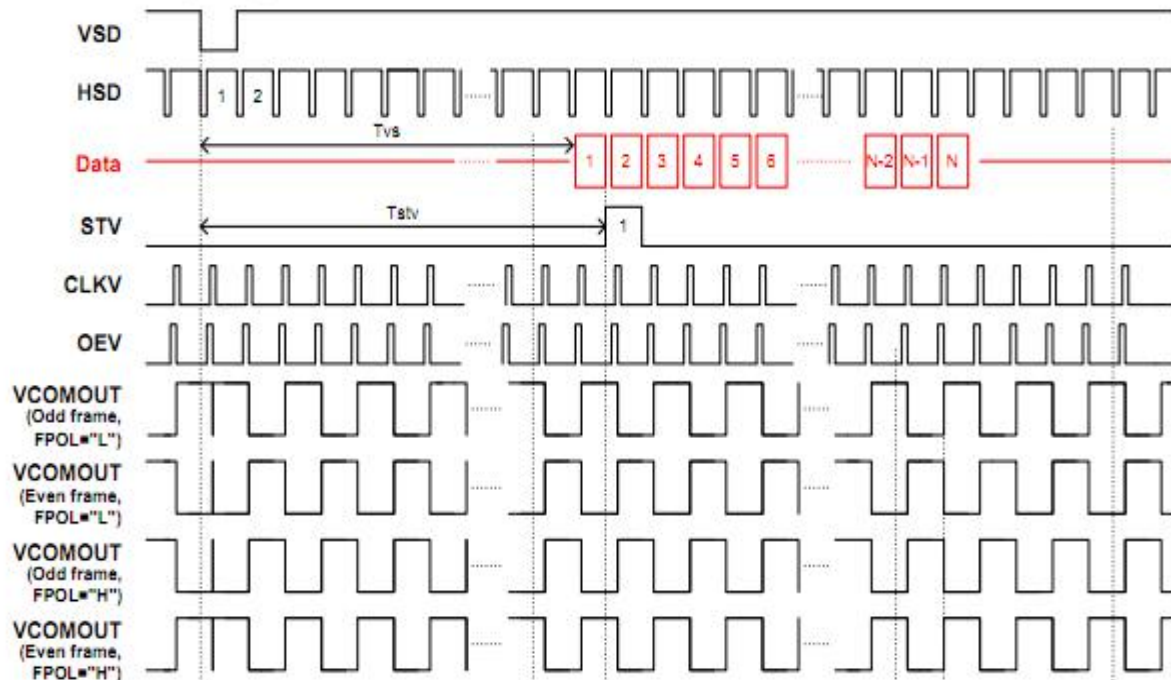 VSD
HSD
1 2
Tvs
Data
1 2 3 4 5 6 N-2 N-1 N
Tstv
STV
1
CLKV
OEV
VCOMOUT
(Odd frame,
FPOL="L")
VCOMOUT
(Even frame,
FPOL="L")
VCOMOUT
(Odd frame,
FPOL="H")
VCOMOUT
(Even frame,
FPOL="H")